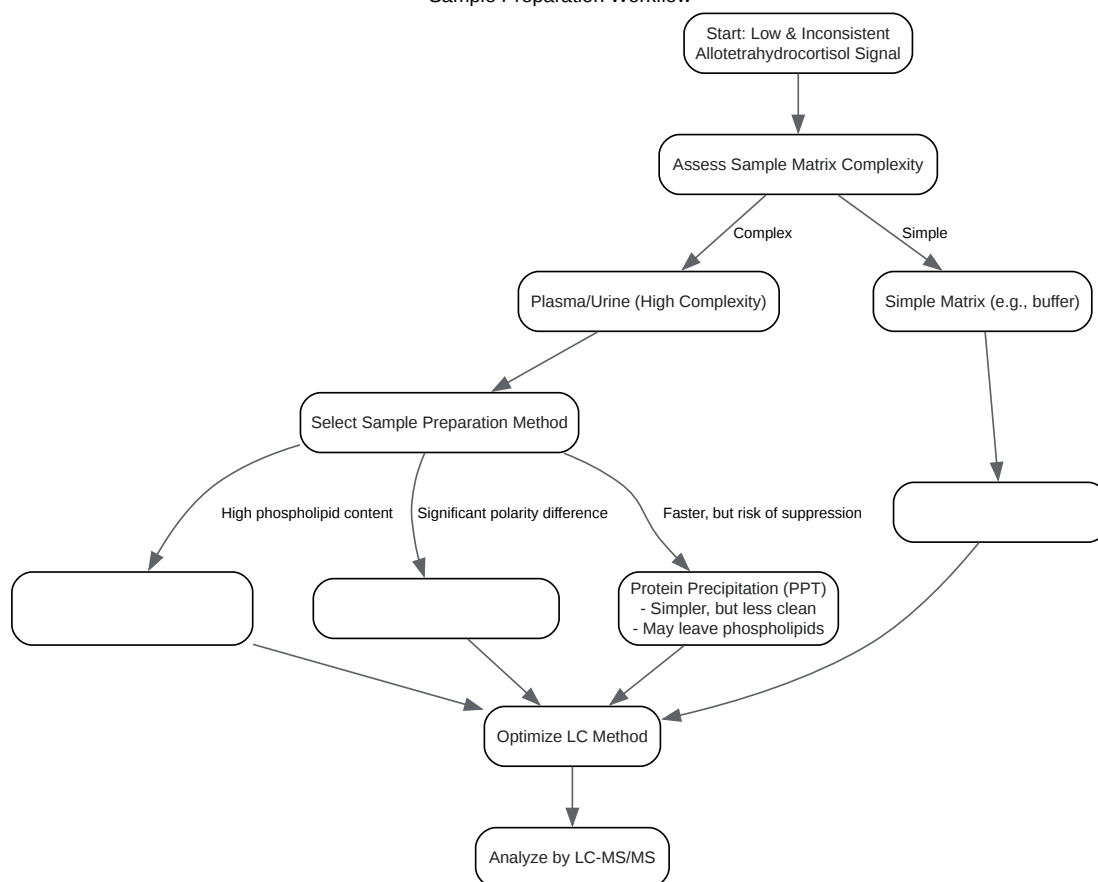 Sample Preparation Workflow
Start: Low & Inconsistent
Allotetrahydrocortisol Signal
Assess Sample Matrix Complexity
Complex
Simple
Plasma/Urine (High Complexity)
Simple Matrix (e.g., buffer)
Select Sample Preparation Method
High phospholipid content
Significant polarity difference
Faster, but risk of suppression
Protein Precipitation (PPT)
- Simpler, but less clean
- May leave phospholipids
Optimize LC Method
Analyze by LC-MS/MS